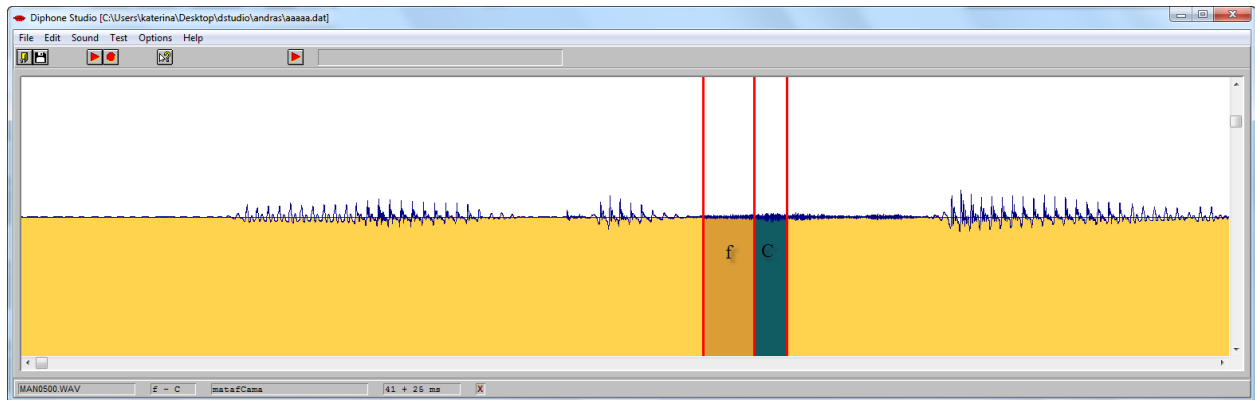 Diphone Studio [C:\Users\katerina\Desktop\dstudio\andras\aaaaa.dat]
File Edit Sound Test Options Help
f C
MAN0500.WAV f - C matafCama 41 + 25 ms X